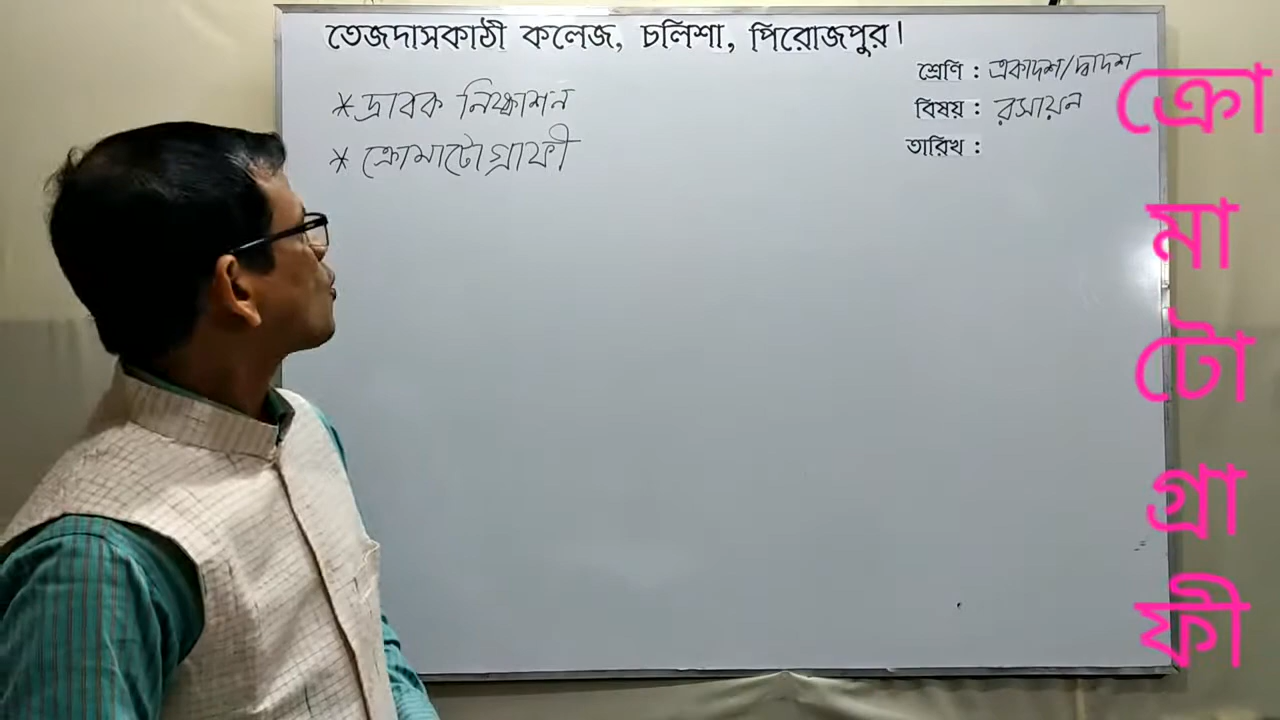 তেজদাসকাঠী কলেজ, চলিশা, পিরোজপুর।
শ্রেণি : একাদশ/দ্বাদশ
বিষয় : রসায়ন
তারিখ :
* দ্রাবক নিষ্কাশন
* ক্রোমাটোগ্রাফী
ক্রো
মা
টো
গ্রা
ফী